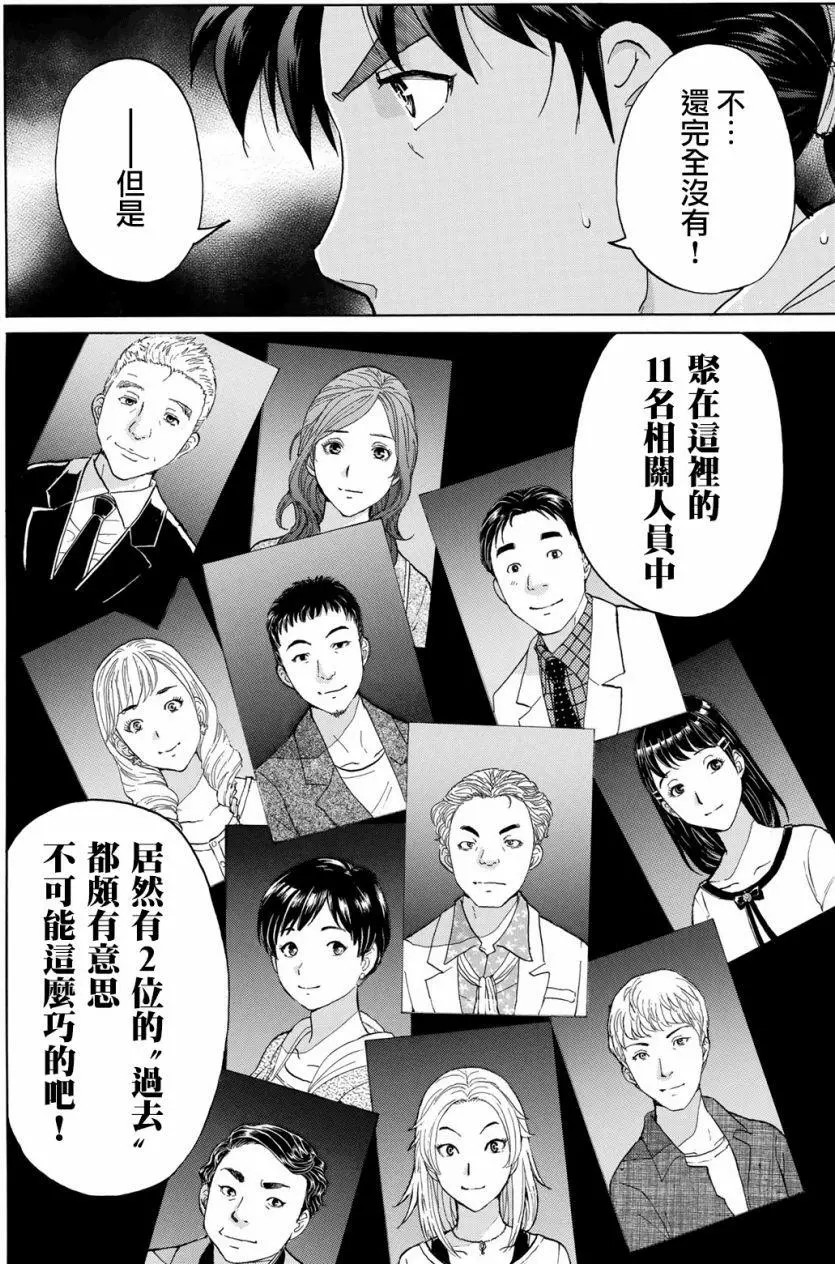 不…
還完全沒有！
──但是
聚在這裡的
11名相關人員中
居然有2位的〝過去〞
都頗有意思
不可能這麼巧的吧！